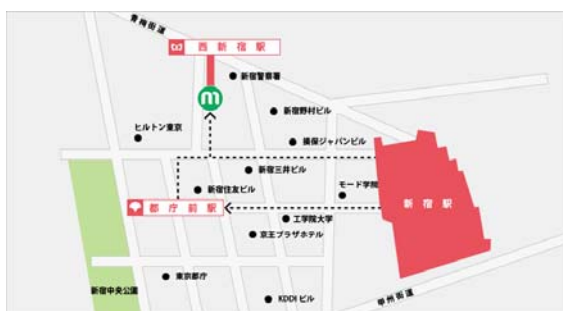 青梅街道
西新宿駅
新宿警察署
m
新宿野村ビル
ヒルトン東京
損保ジャパンビル
新宿三井ビル
新宿住友ビル
モード学院
都庁前駅
新宿駅
工学院大学
京王プラザホテル
東京都庁
新宿中央公園
KDDIビル
甲州街道